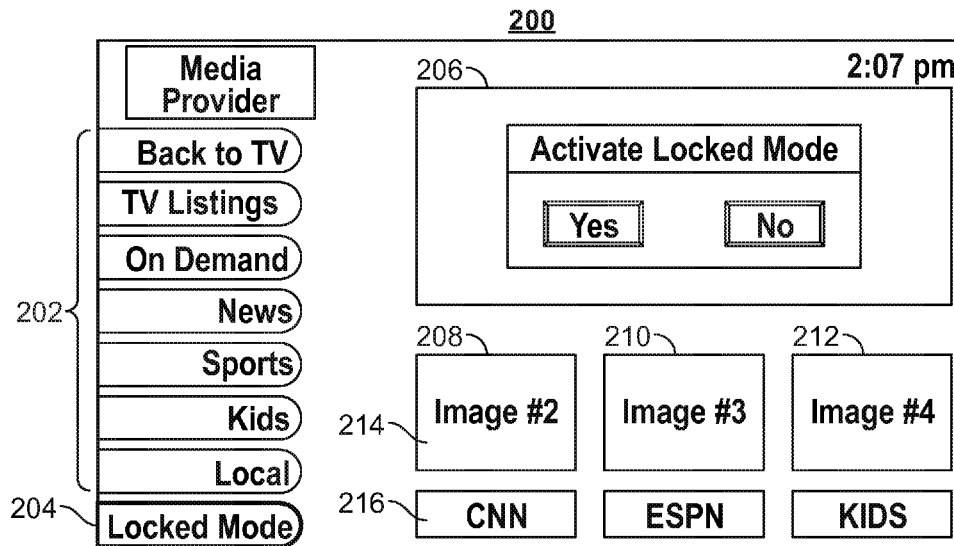 200
Media
Provider
206
2:07 pm
Back to TV
Activate Locked Mode
TV Listings
Yes No
On Demand
202
News
208 210 212
Sports
Image #2 Image #3 Image #4
Kids
214
Local
204
216
CNN ESPN KIDS
Locked Mode